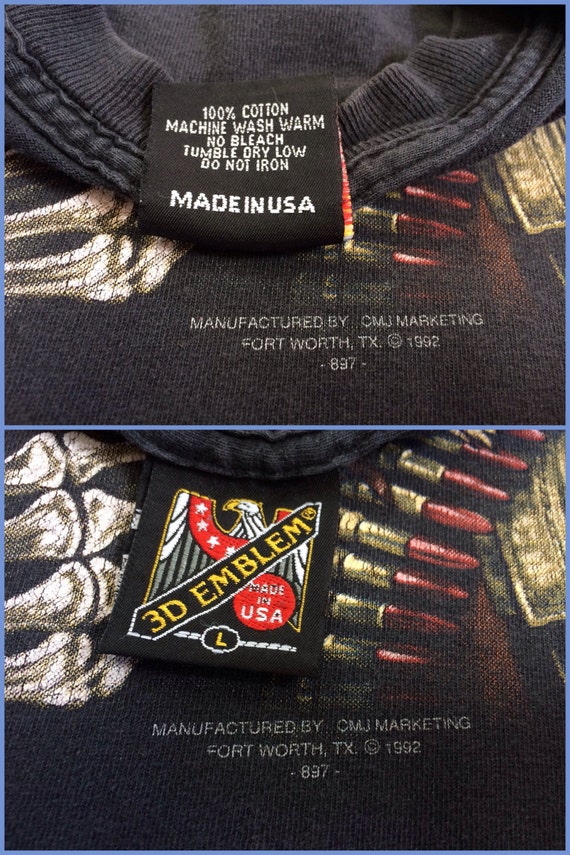 100% COTTON
MACHINE WASH WARM
NO BLEACH
TUMBLE DRY LOW
DO NOT IRON
MADE IN USA
MANUFACTURED BY CMJ MARKETING
FORT WORTH, TX. © 1992
- 897 -
3D EMBLEM®
MADE
IN
USA
L
MANUFACTURED BY CMJ MARKETING
FORT WORTH, TX. © 1992
- 897 -